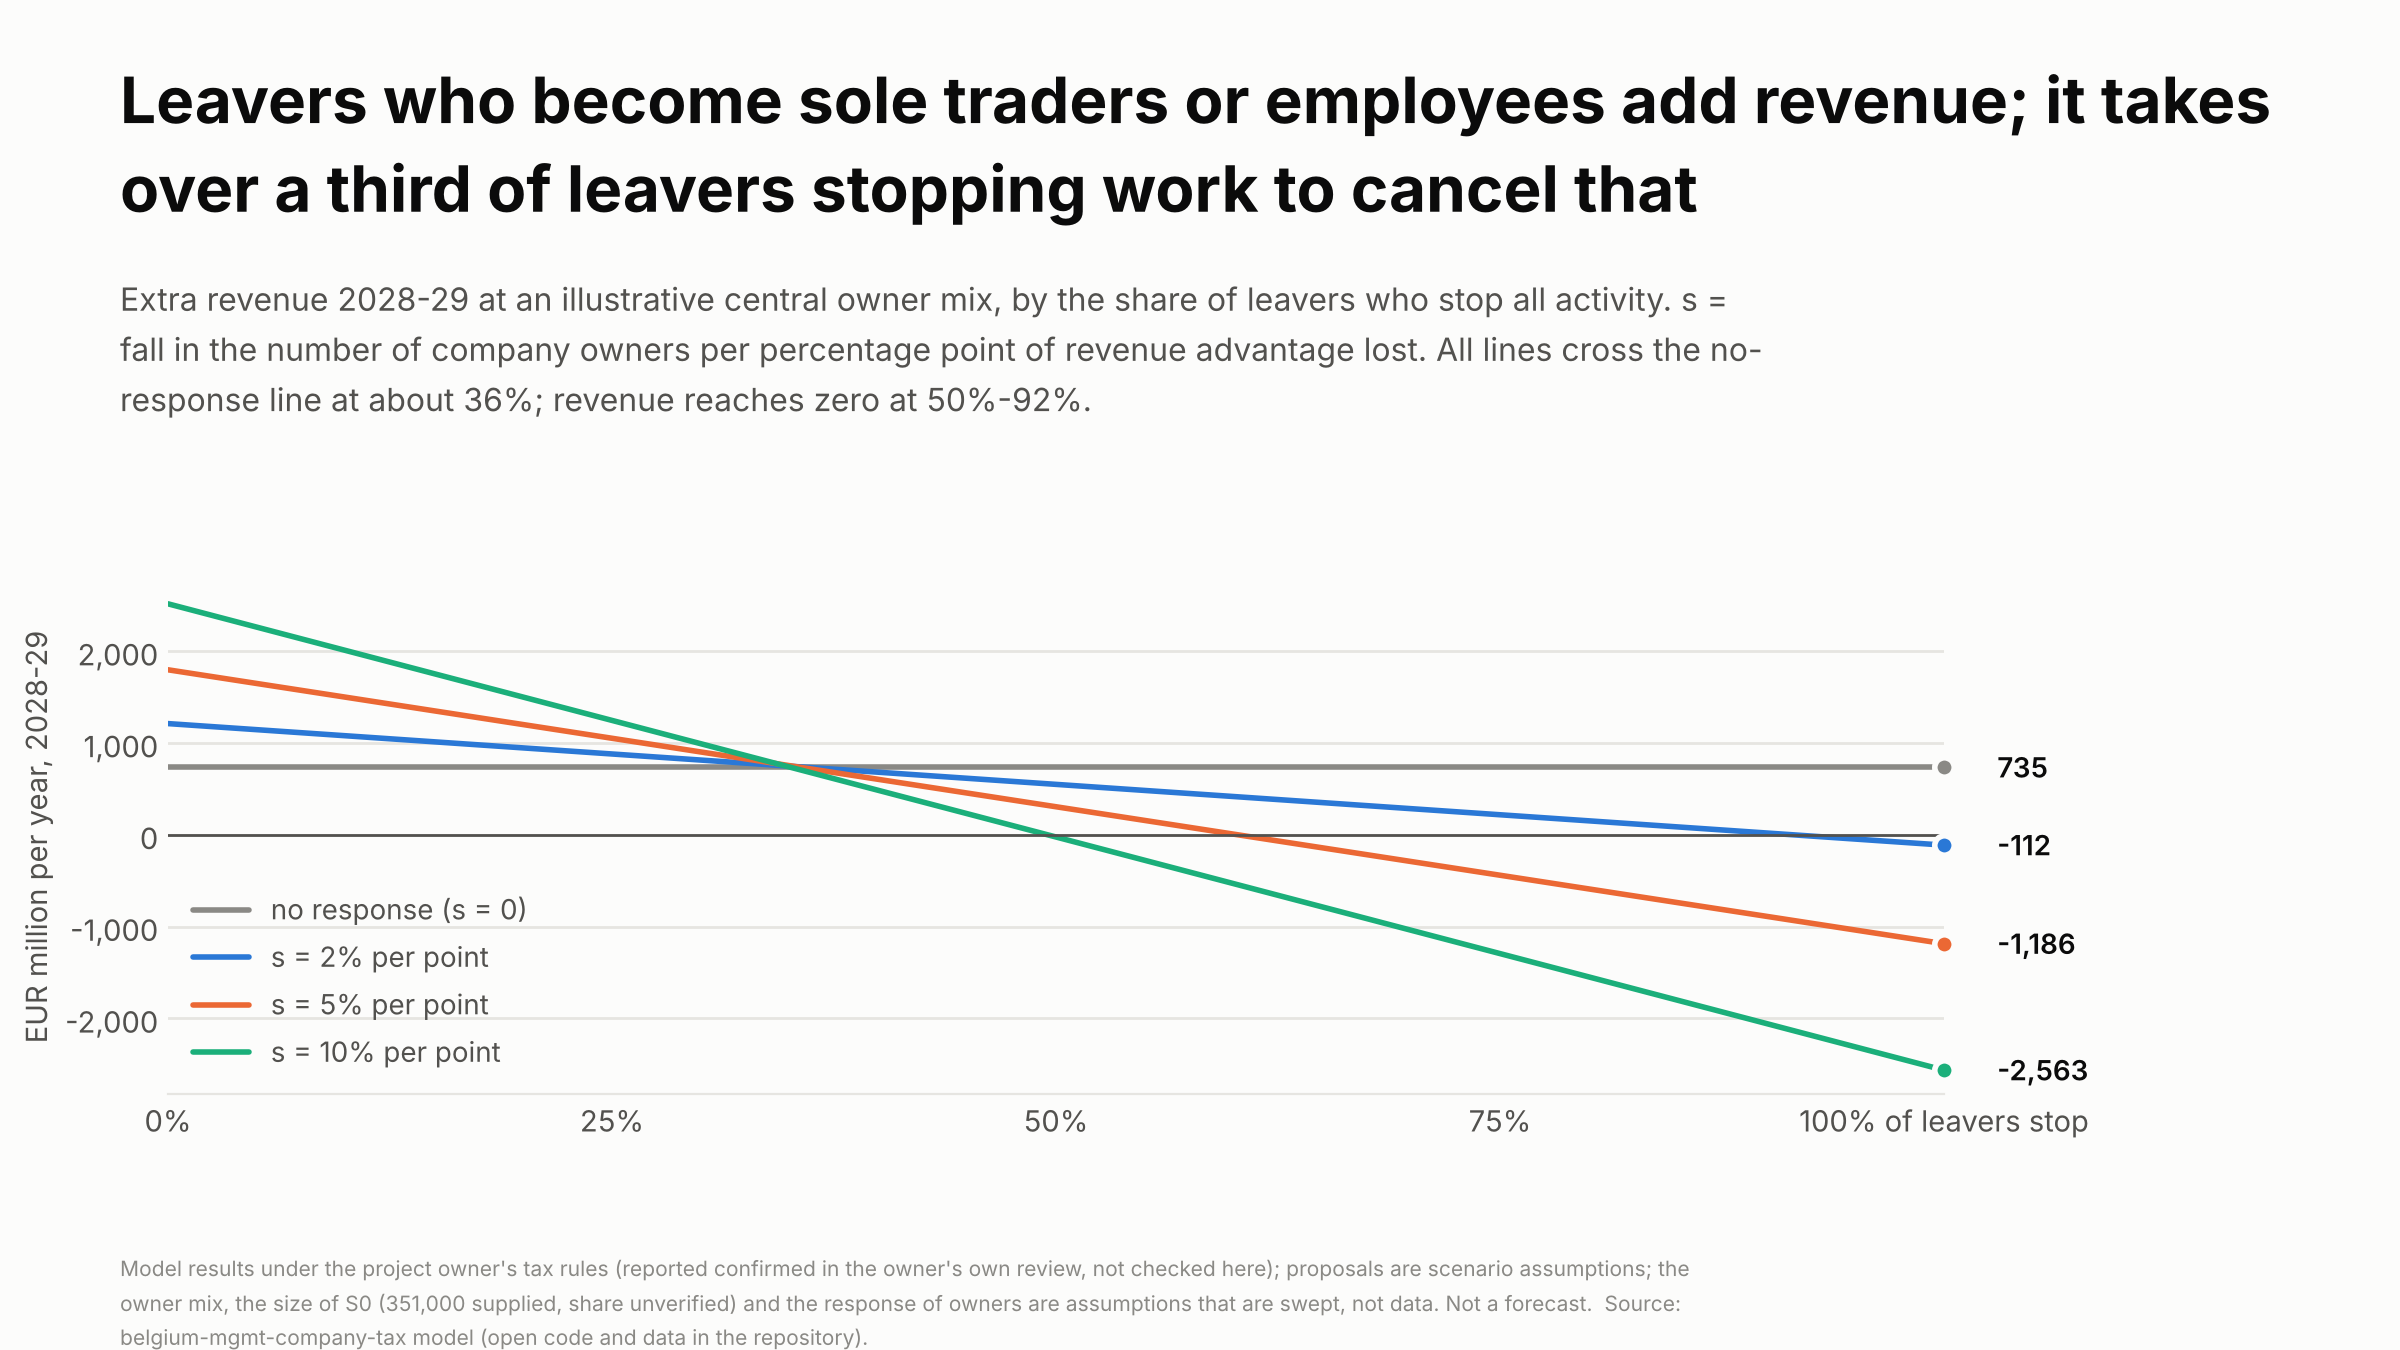 Leavers who become sole traders or employees add revenue; it takes
over a third of leavers stopping work to cancel that
Extra revenue 2028-29 at an illustrative central owner mix, by the share of leavers who stop all activity. s =
fall in the number of company owners per percentage point of revenue advantage lost. All lines cross the no-
response line at about 36%; revenue reaches zero at 50%-92%.
EUR million per year, 2028-29
2,000
1,000
0
-1,000
-2,000
no response (s = 0)
s = 2% per point
s = 5% per point
s = 10% per point
735
-112
-1,186
-2,563
0%
25%
50%
75%
100% of leavers stop
Model results under the project owner's tax rules (reported confirmed in the owner's own review, not checked here); proposals are scenario assumptions; the
owner mix, the size of S0 (351,000 supplied, share unverified) and the response of owners are assumptions that are swept, not data. Not a forecast.  Source:
belgium-mgmt-company-tax model (open code and data in the repository).